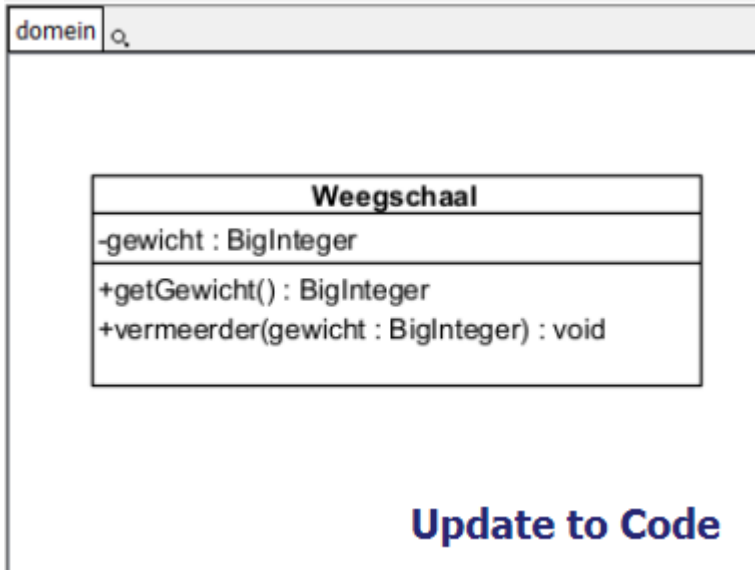 domein
Weegschaal
-gewicht : BigInteger
+getGewicht() : BigInteger
+vermeerder(gewicht : BigInteger) : void
Update to Code